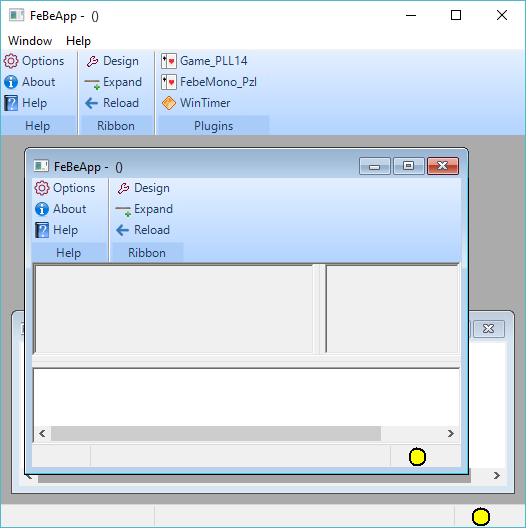 FeBeApp - ()
Window Help
Options Design Game_PLL14
About Expand FebeMono_Pzl
Help Reload WinTimer
Help Ribbon Plugins
FeBeApp - ()
Options Design
About Expand
Help Reload
Help Ribbon